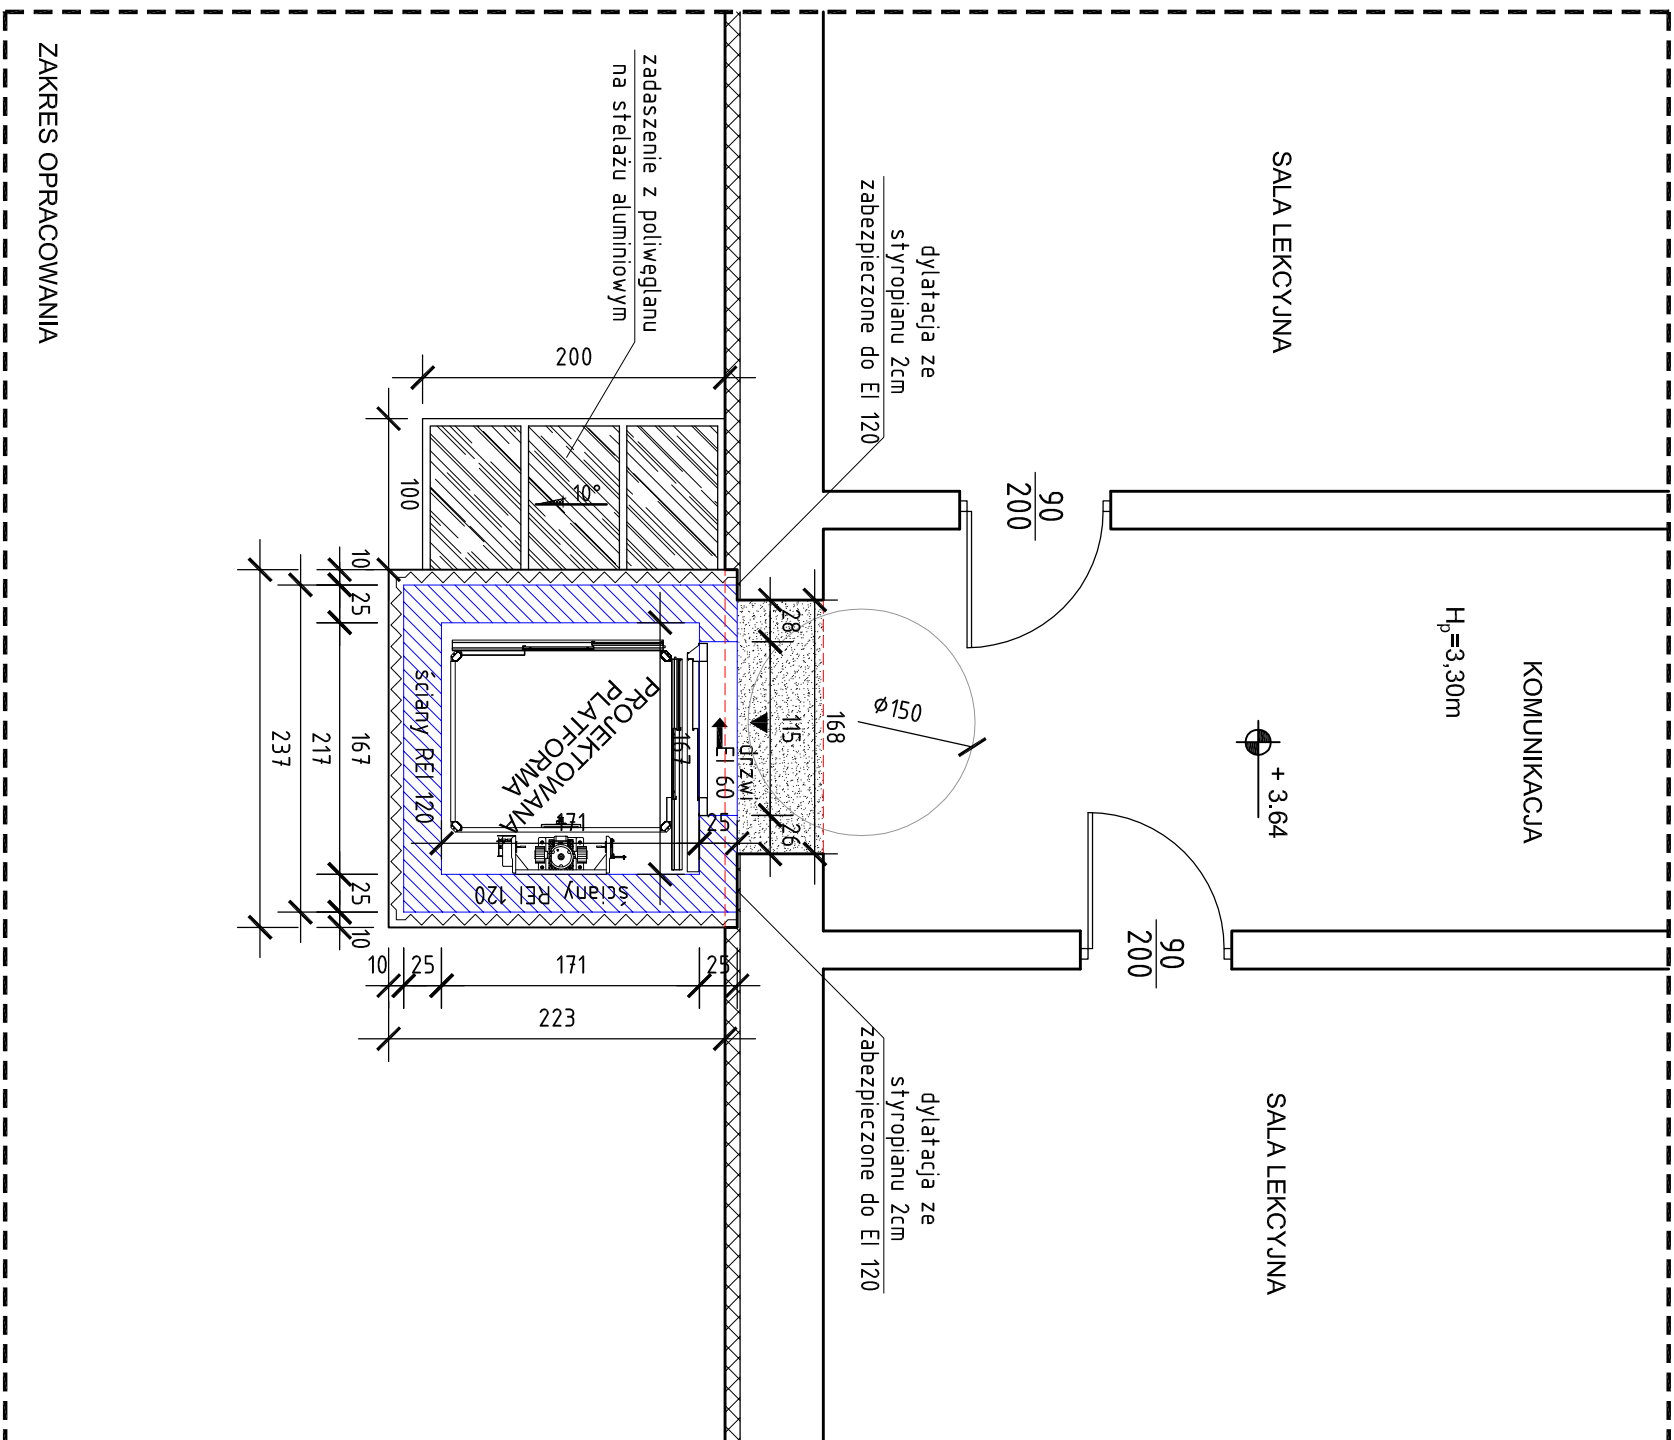 ZAKRES OPRACOWANIA
zadaszenie z poliwęglanu
na stelażu aluminiowym
dylatacja ze
styropianu 2cm
zabezpieczone do EI 120
SALA LEKCYJNA
90
200
KOMUNIKACJA
Hp=3,30m
+ 3.64
90
200
SALA LEKCYJNA
dylatacja ze
styropianu 2cm
zabezpieczone do EI 120
200
100
10°
ø150
168
28
115
26
drzwi
EI 60
167
25
171
PROJEKTOWANA
PLATFORMA
ściany REI 120
ściany REI 120
10
25
167
25
10
217
237
10
25
171
25
223